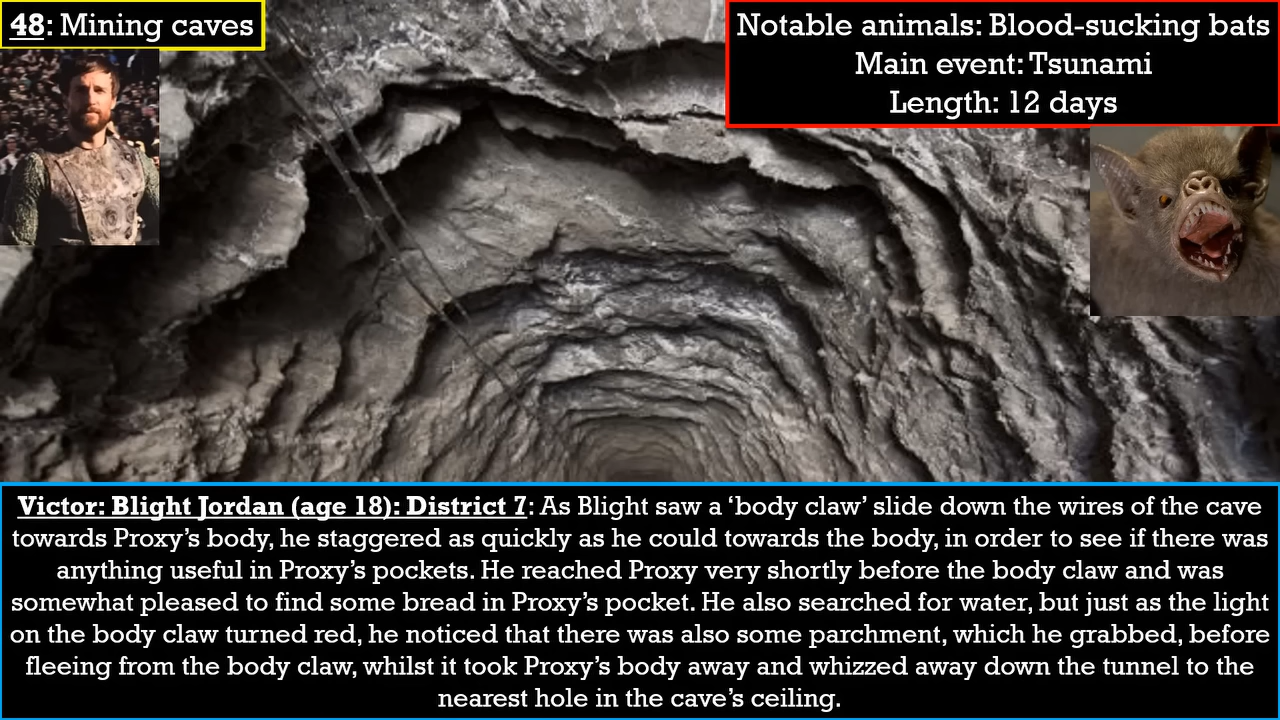 48: Mining caves
Notable animals: Blood-sucking bats
Main event: Tsunami
Length: 12 days
Victor: Blight Jordan (age 18): District 7: As Blight saw a ‘body claw’ slide down the wires of the cave
towards Proxy’s body, he staggered as quickly as he could towards the body, in order to see if there was
anything useful in Proxy’s pockets. He reached Proxy very shortly before the body claw and was
somewhat pleased to find some bread in Proxy’s pocket. He also searched for water, but just as the light
on the body claw turned red, he noticed that there was also some parchment, which he grabbed, before
fleeing from the body claw, whilst it took Proxy’s body away and whizzed away down the tunnel to the
nearest hole in the cave’s ceiling.